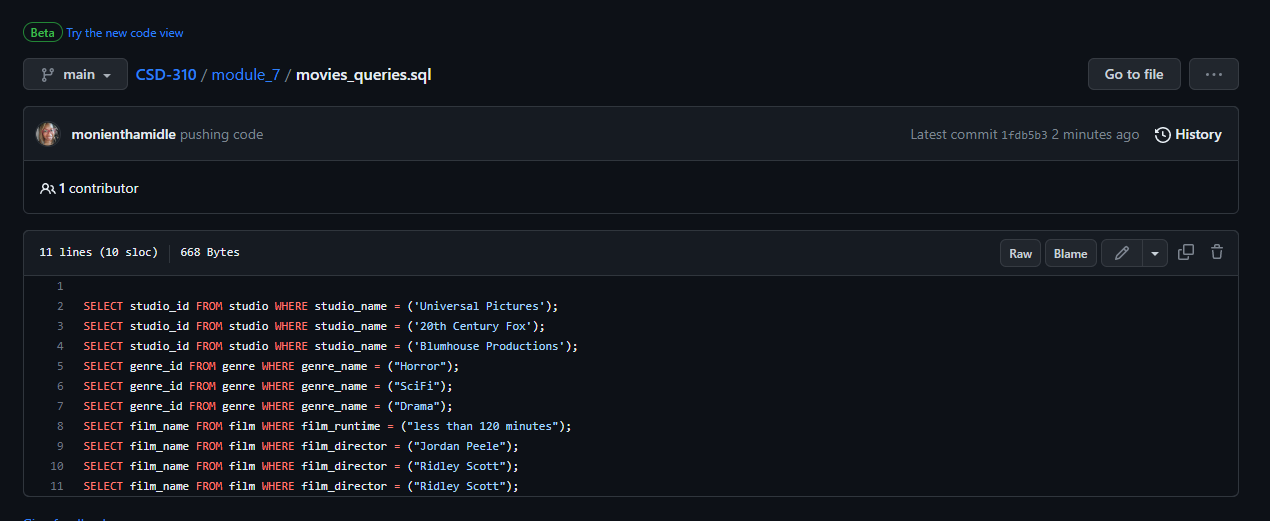 Beta Try the new code view
main CSD-310 / module_7 / movies_queries.sql Go to file ...
monienthamidle pushing code Latest commit 1fdb5b3 2 minutes ago History
1 contributor
11 lines (10 sloc) 668 Bytes Raw Blame
1
2 SELECT studio_id FROM studio WHERE studio_name = ('Universal Pictures');
3 SELECT studio_id FROM studio WHERE studio_name = ('20th Century Fox');
4 SELECT studio_id FROM studio WHERE studio_name = ('Blumhouse Productions');
5 SELECT genre_id FROM genre WHERE genre_name = ("Horror");
6 SELECT genre_id FROM genre WHERE genre_name = ("SciFi");
7 SELECT genre_id FROM genre WHERE genre_name = ("Drama");
8 SELECT film_name FROM film WHERE film_runtime = ("less than 120 minutes");
9 SELECT film_name FROM film WHERE film_director = ("Jordan Peele");
10 SELECT film_name FROM film WHERE film_director = ("Ridley Scott");
11 SELECT film_name FROM film WHERE film_director = ("Ridley Scott");